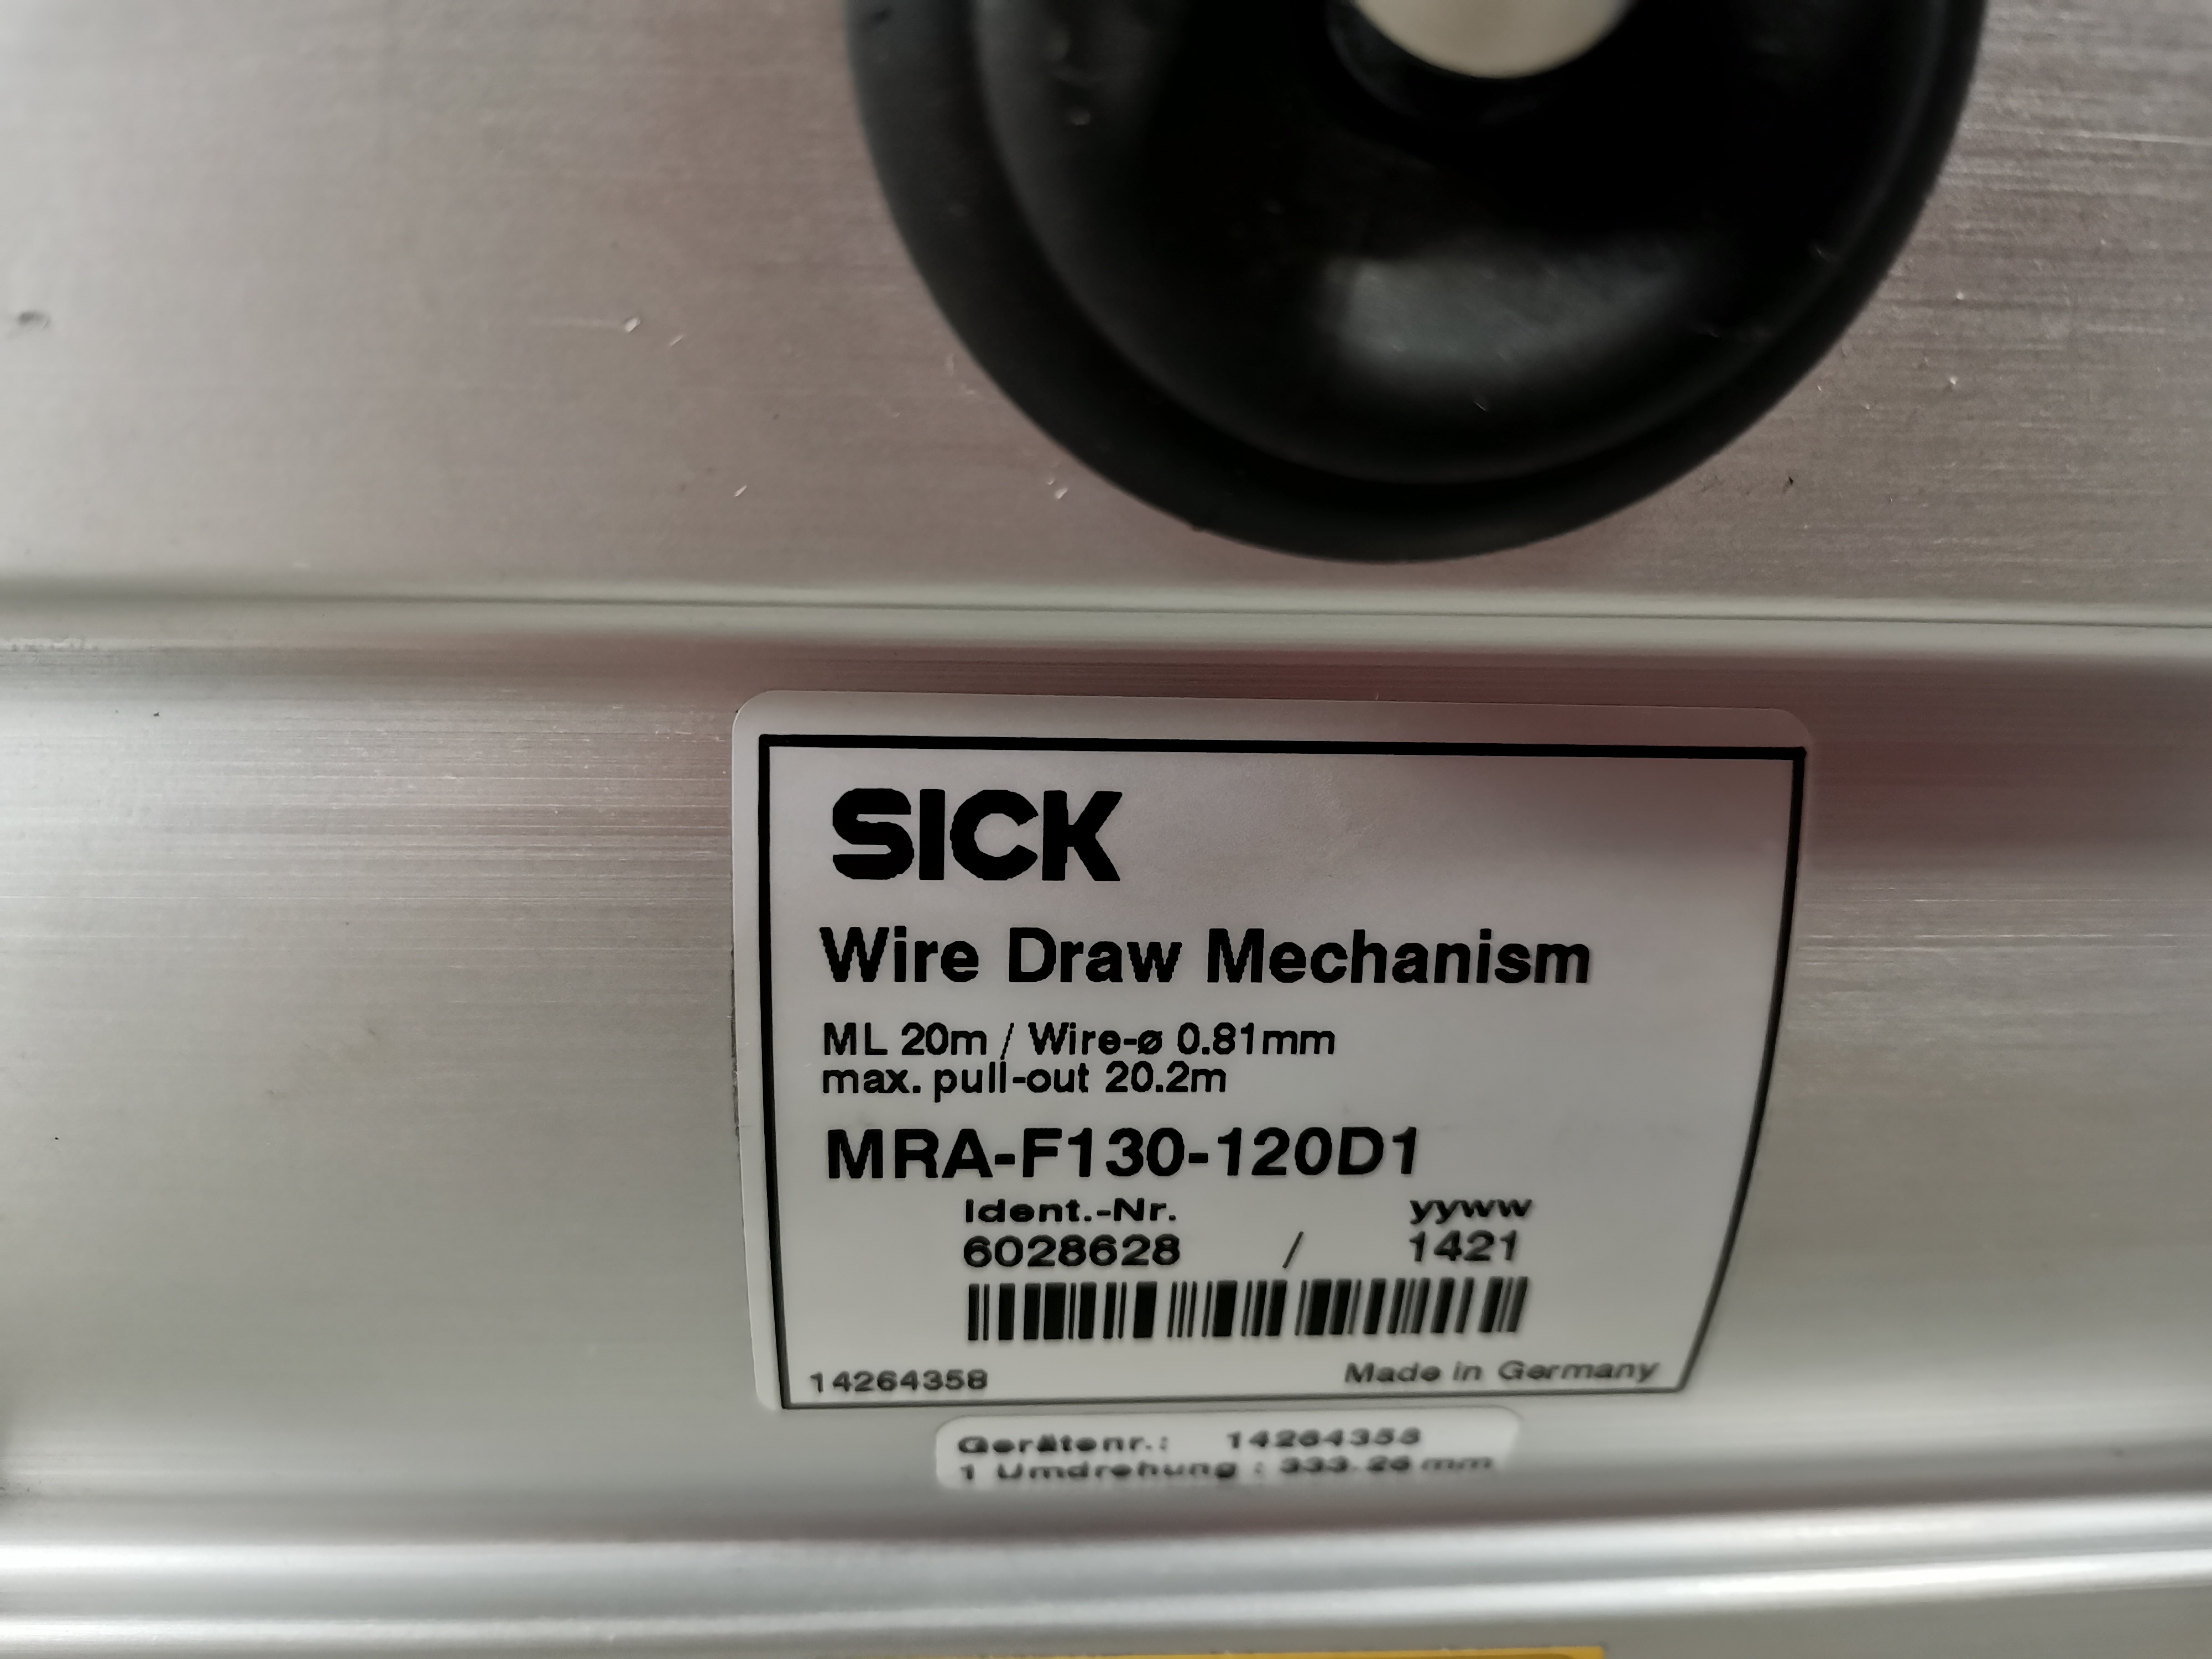 SICK
Wire Draw Mechanism
ML 20m / Wire-ø 0.81mm
max. pull-out 20.2m
MRA-F130-120D1
Ident.-Nr. yyww
6028628 / 1421
14264358 Made in Germany
Gerätenr.: 14264358
1 Umdrehung : 333.26 mm